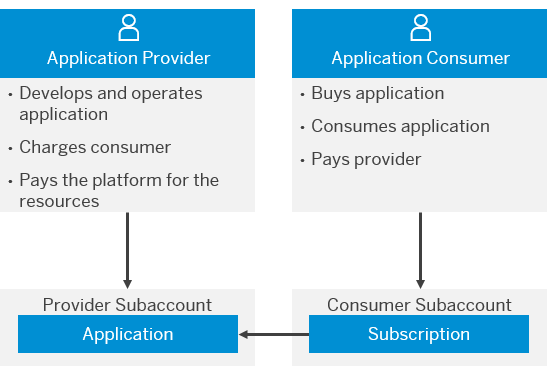 Application Provider
• Develops and operates
application
• Charges consumer
• Pays the platform for the
resources
Application Consumer
• Buys application
• Consumes application
• Pays provider
Provider Subaccount
Application
Consumer Subaccount
Subscription